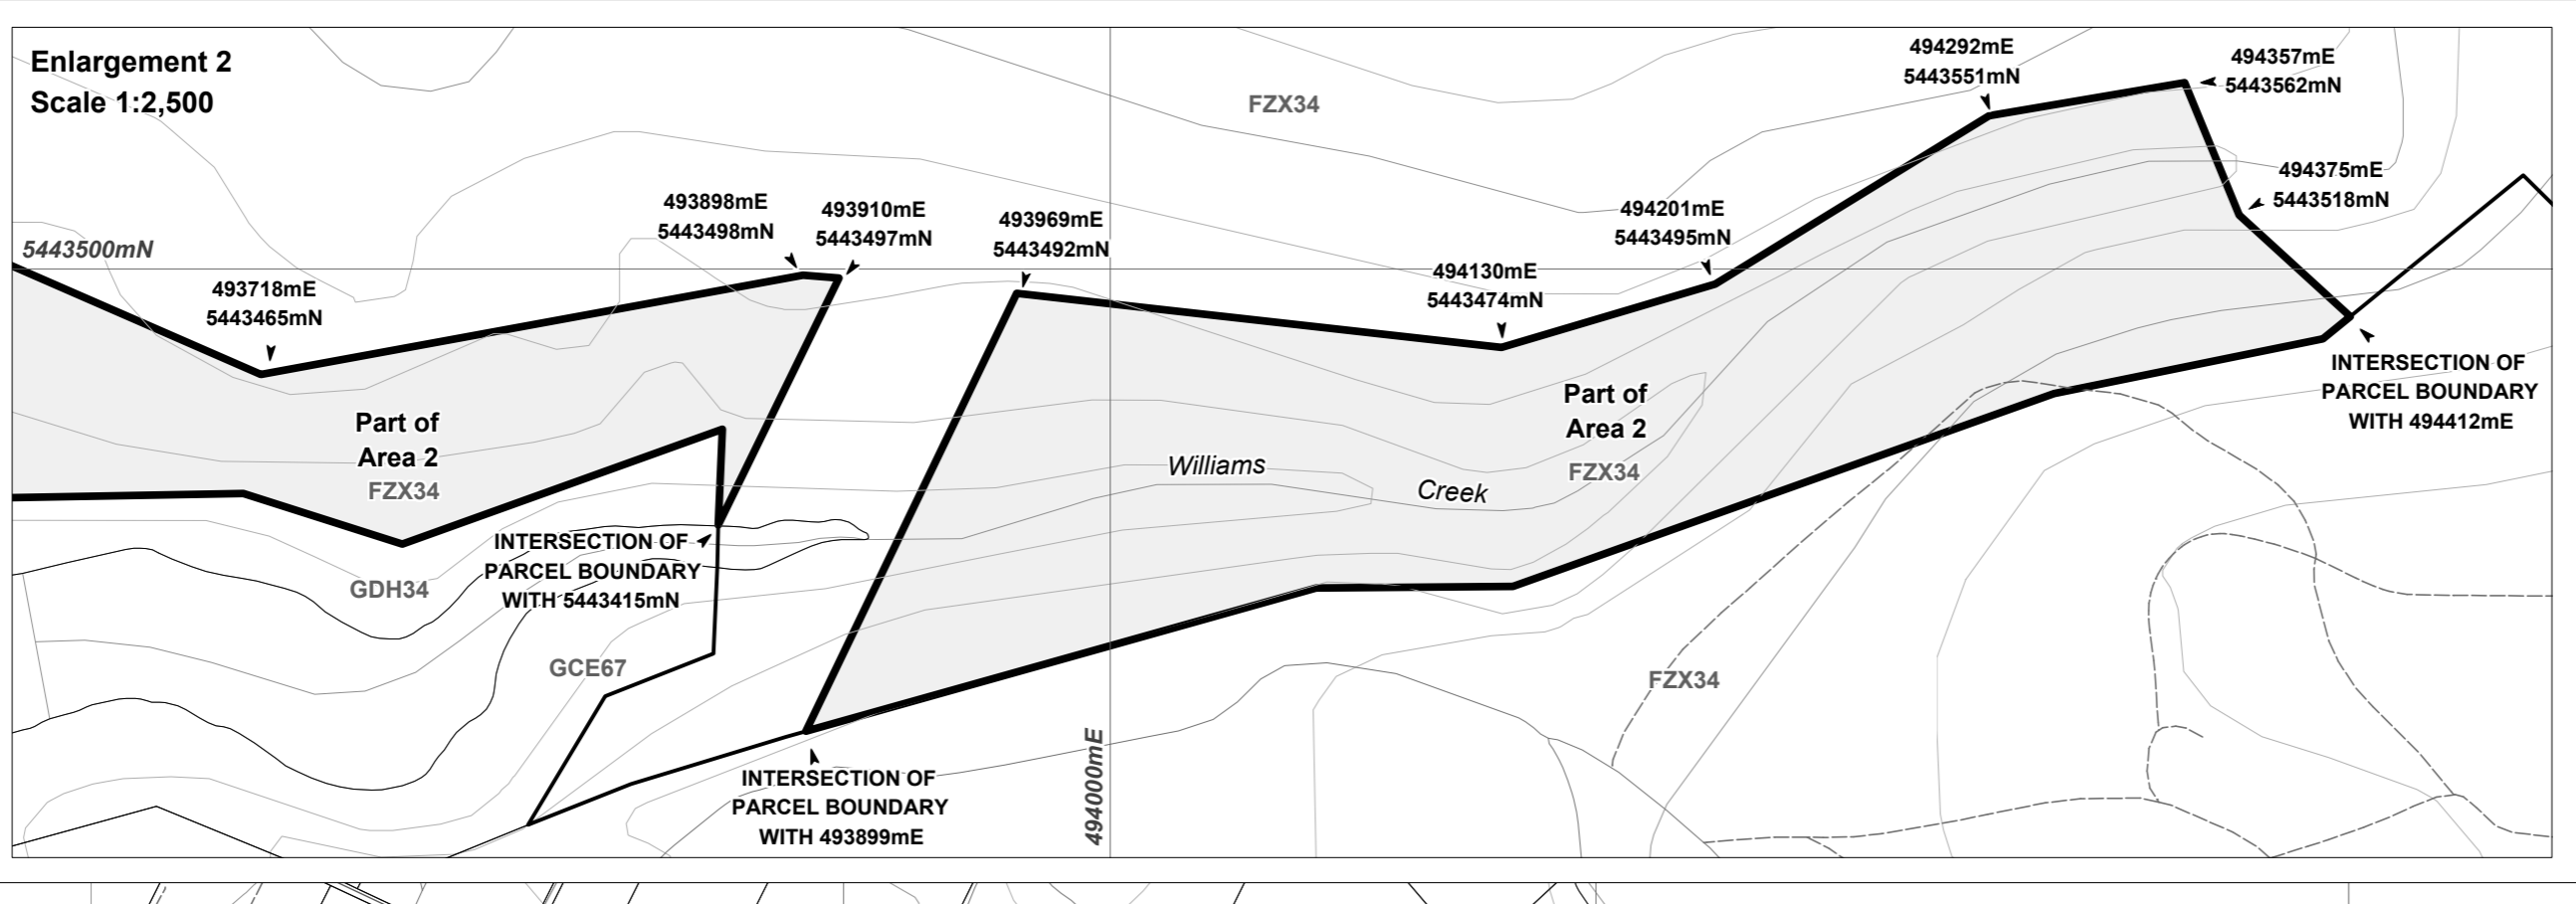 Enlargement 2
Scale 1:2,500
494292mE
5443551mN
494357mE
5443562mN
FZX34
494375mE
5443518mN
493898mE
5443498mN
493910mE
5443497mN
493969mE
5443492mN
494201mE
5443495mN
5443500mN
493718mE
5443465mN
494130mE
5443474mN
INTERSECTION OF
PARCEL BOUNDARY
WITH 494412mE
Part of
Area 2
FZX34
Part of
Area 2
FZX34
Williams
Creek
INTERSECTION OF
PARCEL BOUNDARY
WITH 5443415mN
GDH34
GCE67
FZX34
494000mE
INTERSECTION OF
PARCEL BOUNDARY
WITH 493899mE